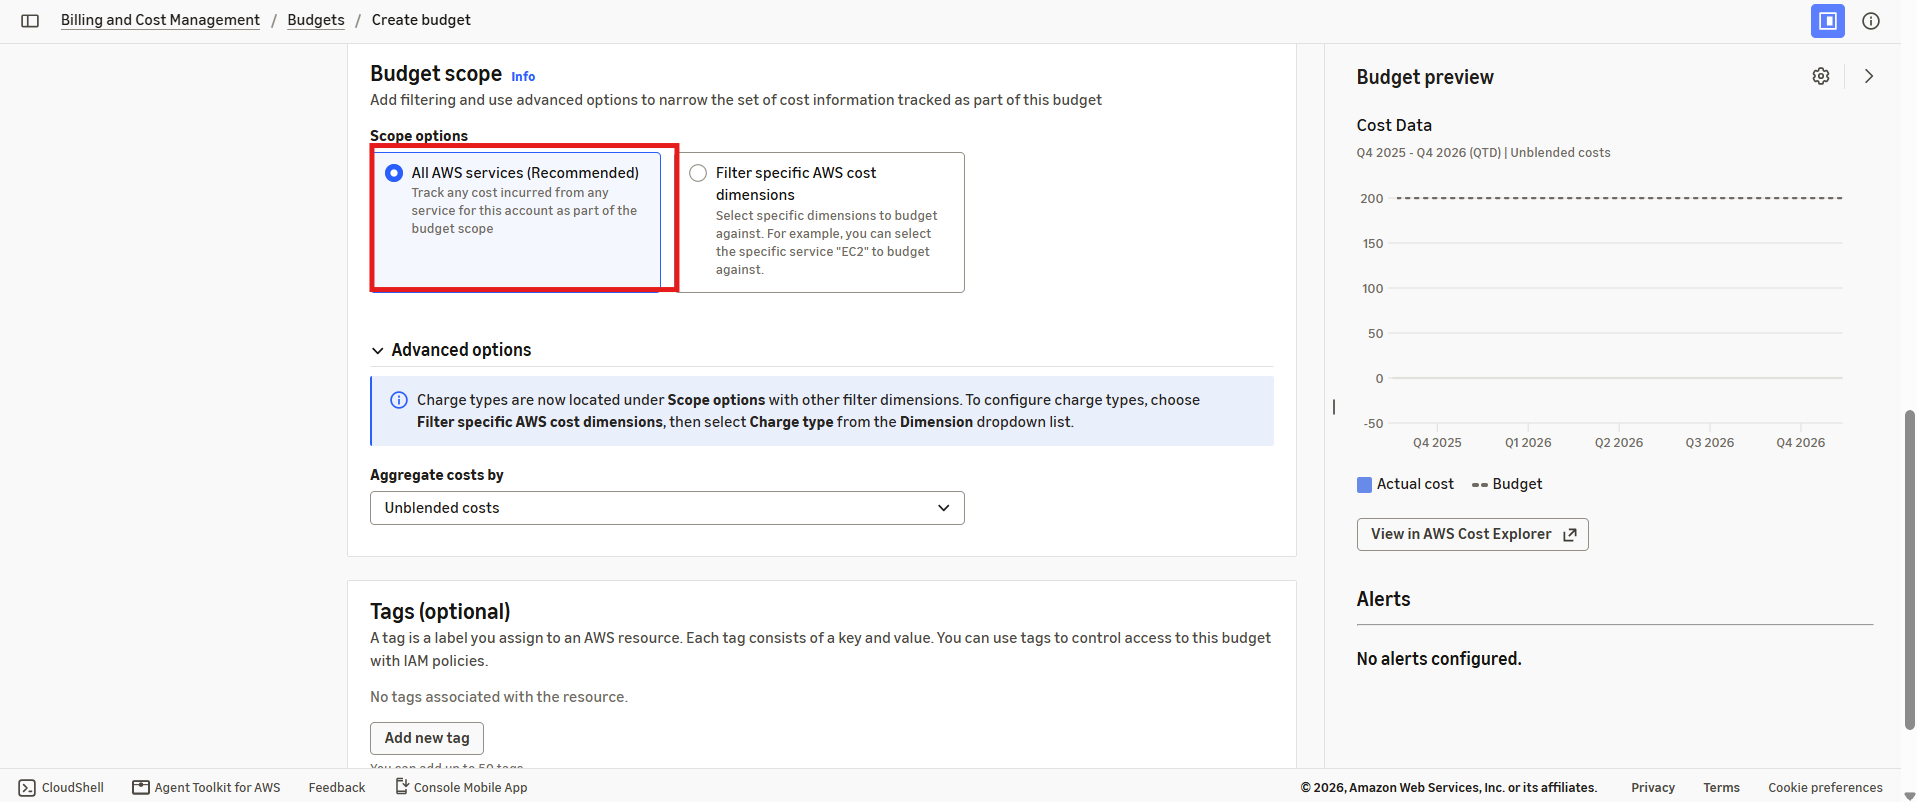 Billing and Cost Management / Budgets / Create budget
Budget scope Info
Add filtering and use advanced options to narrow the set of cost information tracked as part of this budget
Scope options
All AWS services (Recommended)
Track any cost incurred from any
service for this account as part of the
budget scope
Filter specific AWS cost
dimensions
Select specific dimensions to budget
against. For example, you can select
the specific service "EC2" to budget
against.
Advanced options
Charge types are now located under Scope options with other filter dimensions. To configure charge types, choose
Filter specific AWS cost dimensions, then select Charge type from the Dimension dropdown list.
Aggregate costs by
Unblended costs
Tags (optional)
A tag is a label you assign to an AWS resource. Each tag consists of a key and value. You can use tags to control access to this budget
with IAM policies.
No tags associated with the resource.
Add new tag
You can add up to 50 tags
Budget preview
Cost Data
Q4 2025 - Q4 2026 (QTD) | Unblended costs
200
150
100
50
0
-50
Q4 2025 Q1 2026 Q2 2026 Q3 2026 Q4 2026
Actual cost Budget
View in AWS Cost Explorer
Alerts
No alerts configured.
CloudShell Agent Toolkit for AWS Feedback Console Mobile App © 2026, Amazon Web Services, Inc. or its affiliates. Privacy Terms Cookie preferences